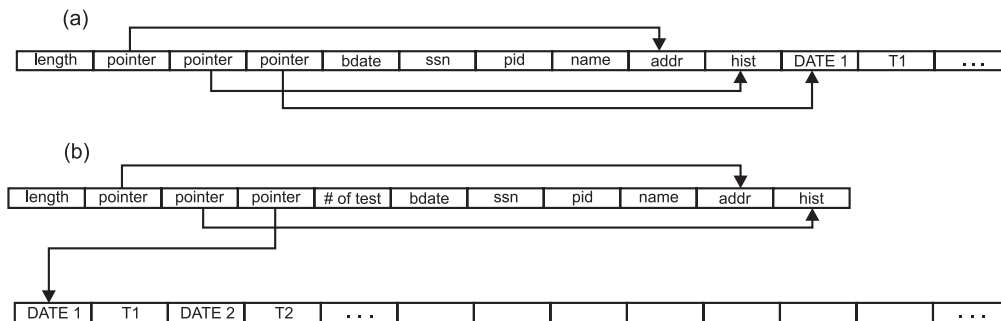 (a)
length pointer pointer pointer bdate ssn pid name addr hist DATE 1 T1 ...
(b)
length pointer pointer pointer # of test bdate ssn pid name addr hist
DATE 1 T1 DATE 2 T2 ... ...